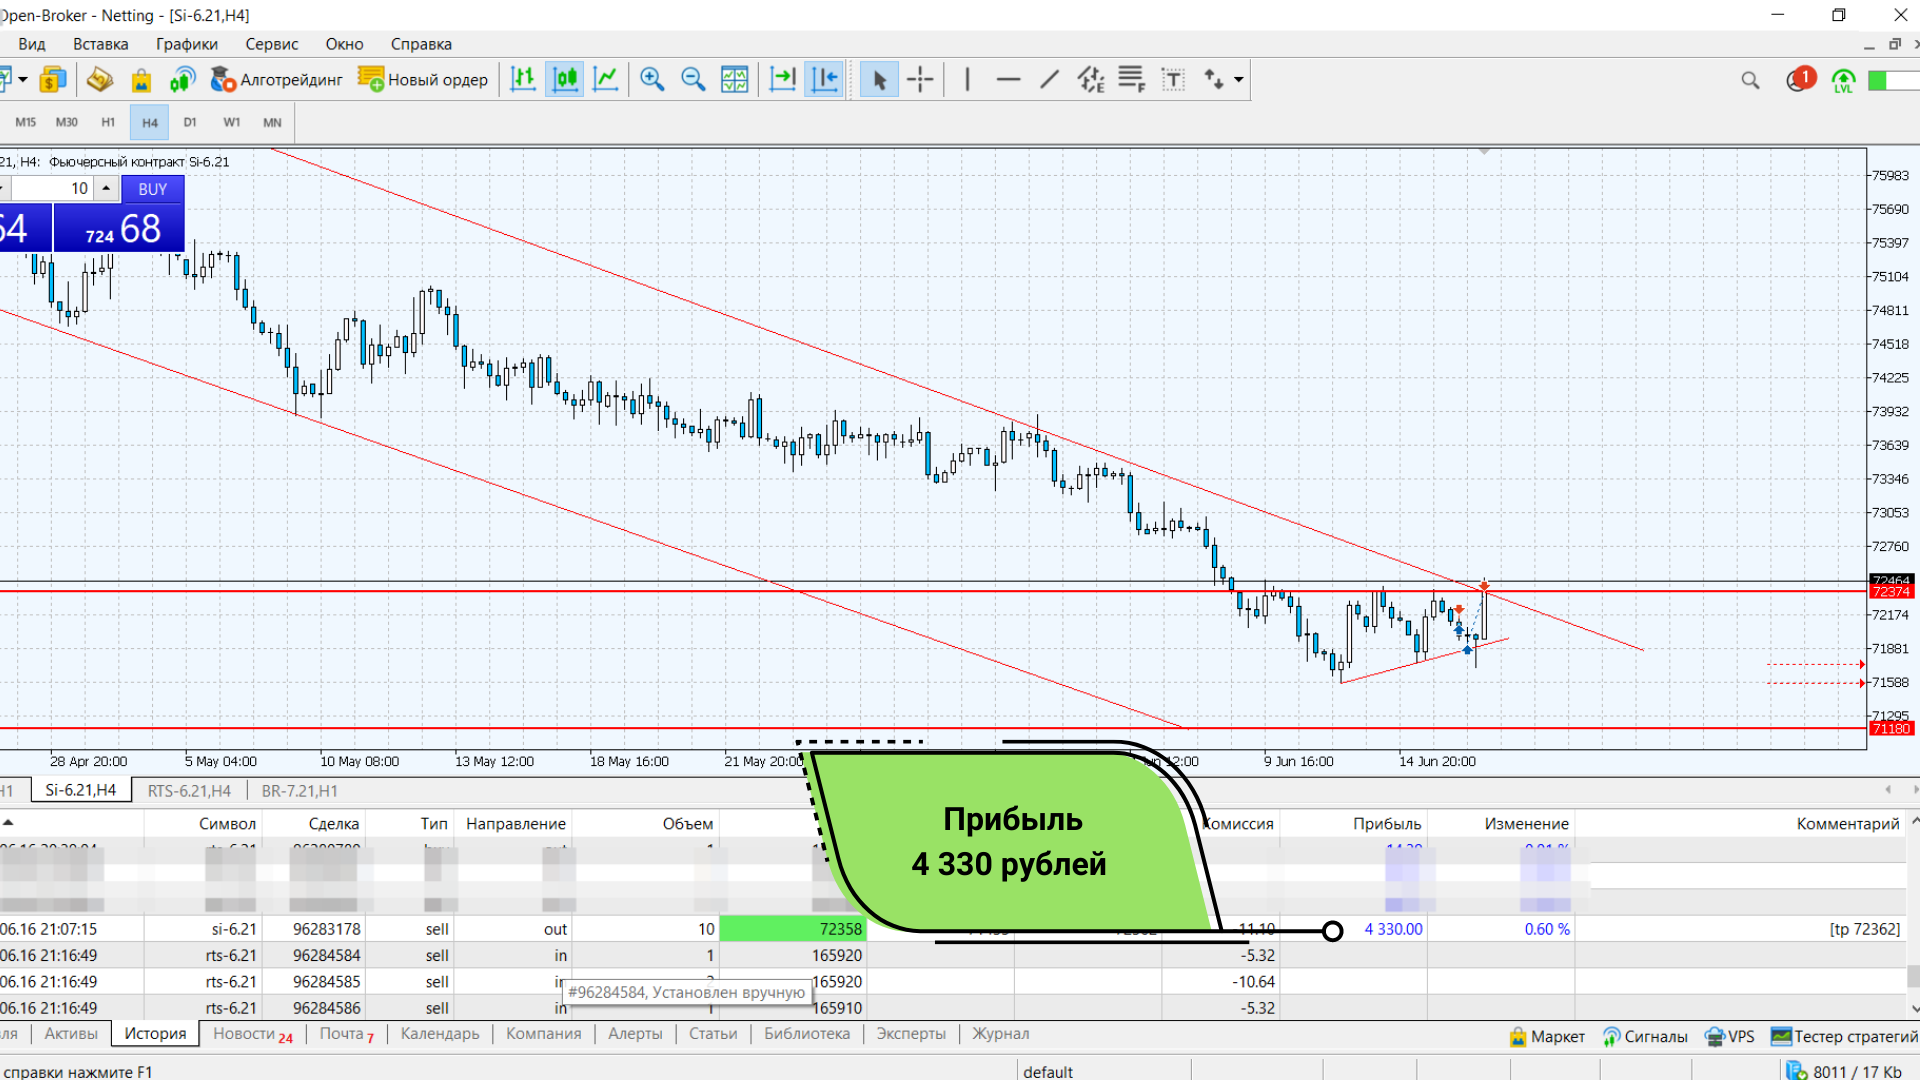 Open-Broker - Netting - [Si-6.21,H4]
Вид Вставка Графики Сервис Окно Справка
Алготрейдинг Новый ордер 1 LVL
M15 M30 H1 H4 D1 W1 MN
21, H4: Фьючерсный контракт Si-6.21
10 BUY
64 724 68
75983
75690
75397
75104
74811
74518
74225
73932
73639
73346
73053
72760
72464
72374
72174
71881
71588
71295
71180
28 Apr 20:00 5 May 04:00 10 May 08:00 13 May 12:00 18 May 16:00 21 May 20:00 Jun 12:00 9 Jun 16:00 14 Jun 20:00
H1 Si-6.21,H4 RTS-6.21,H4 BR-7.21,H1
Символ Сделка Тип Направление Объем Комиссия Прибыль Изменение Комментарий
Прибыль
4 330 рублей
06.16 21:07:15 si-6.21 96283178 sell out 10 72358 -11.10 4 330.00 0.60 % [tp 72362]
06.16 21:16:49 rts-6.21 96284584 sell in 1 165920 -5.32
06.16 21:16:49 rts-6.21 96284585 sell in 2 165920 -10.64
#96284584, Установлен вручную
06.16 21:16:49 rts-6.21 96284586 sell in 1 165910 -5.32
Активы История Новости 24 Почта 7 Календарь Компания Алерты Статьи Библиотека Эксперты Журнал Маркет Сигналы VPS Тестер стратегий
справки нажмите F1 default 8011 / 17 Kb